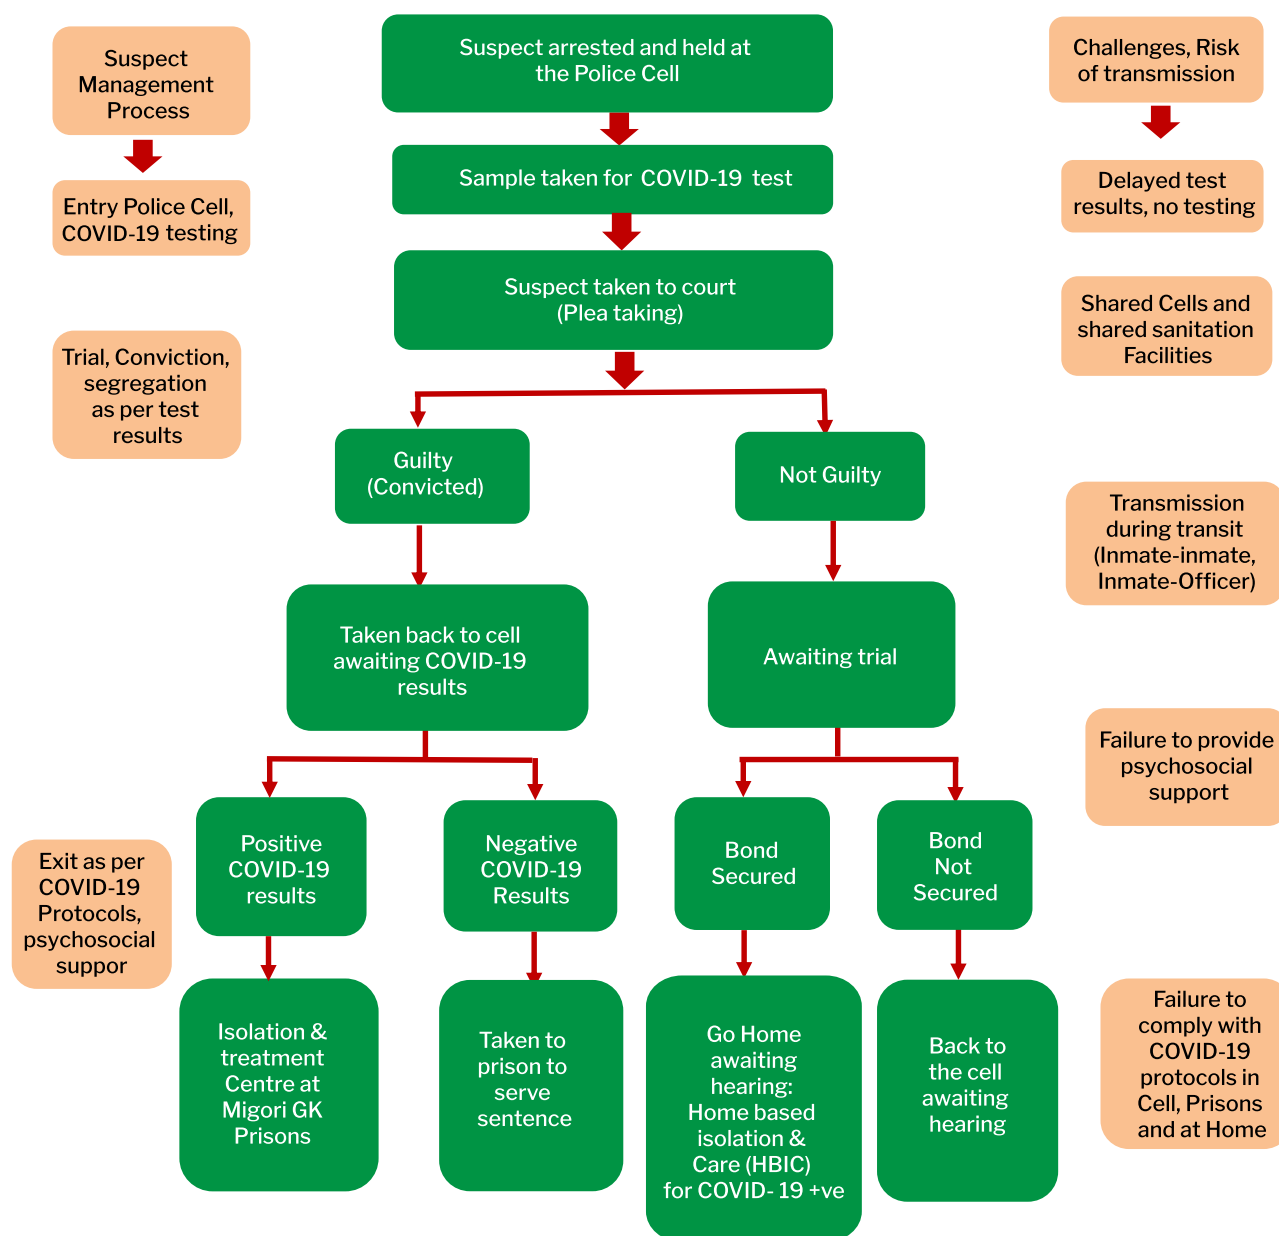 Suspect
Management
Process
Entry Police Cell,
COVID-19 testing
Trial, Conviction,
segregation
as per test
results
Exit as per
COVID-19
Protocols,
psychosocial
suppor
Suspect arrested and held at
the Police Cell
Sample taken for COVID-19 test
Suspect taken to court
(Plea taking)
Guilty
(Convicted)
Not Guilty
Taken back to cell
awaiting COVID-19
results
Awaiting trial
Positive
COVID-19
results
Negative
COVID-19
Results
Bond
Secured
Bond
Not
Secured
Isolation &
treatment
Centre at
Migori GK
Prisons
Taken to
prison to
serve
sentence
Go Home
awaiting
hearing:
Home based
isolation &
Care (HBIC)
for COVID- 19 +ve
Back to
the cell
awaiting
hearing
Challenges, Risk
of transmission
Delayed test
results, no testing
Shared Cells and
shared sanitation
Facilities
Transmission
during transit
(Inmate-inmate,
Inmate-Officer)
Failure to provide
psychosocial
support
Failure to
comply with
COVID-19
protocols in
Cell, Prisons
and at Home